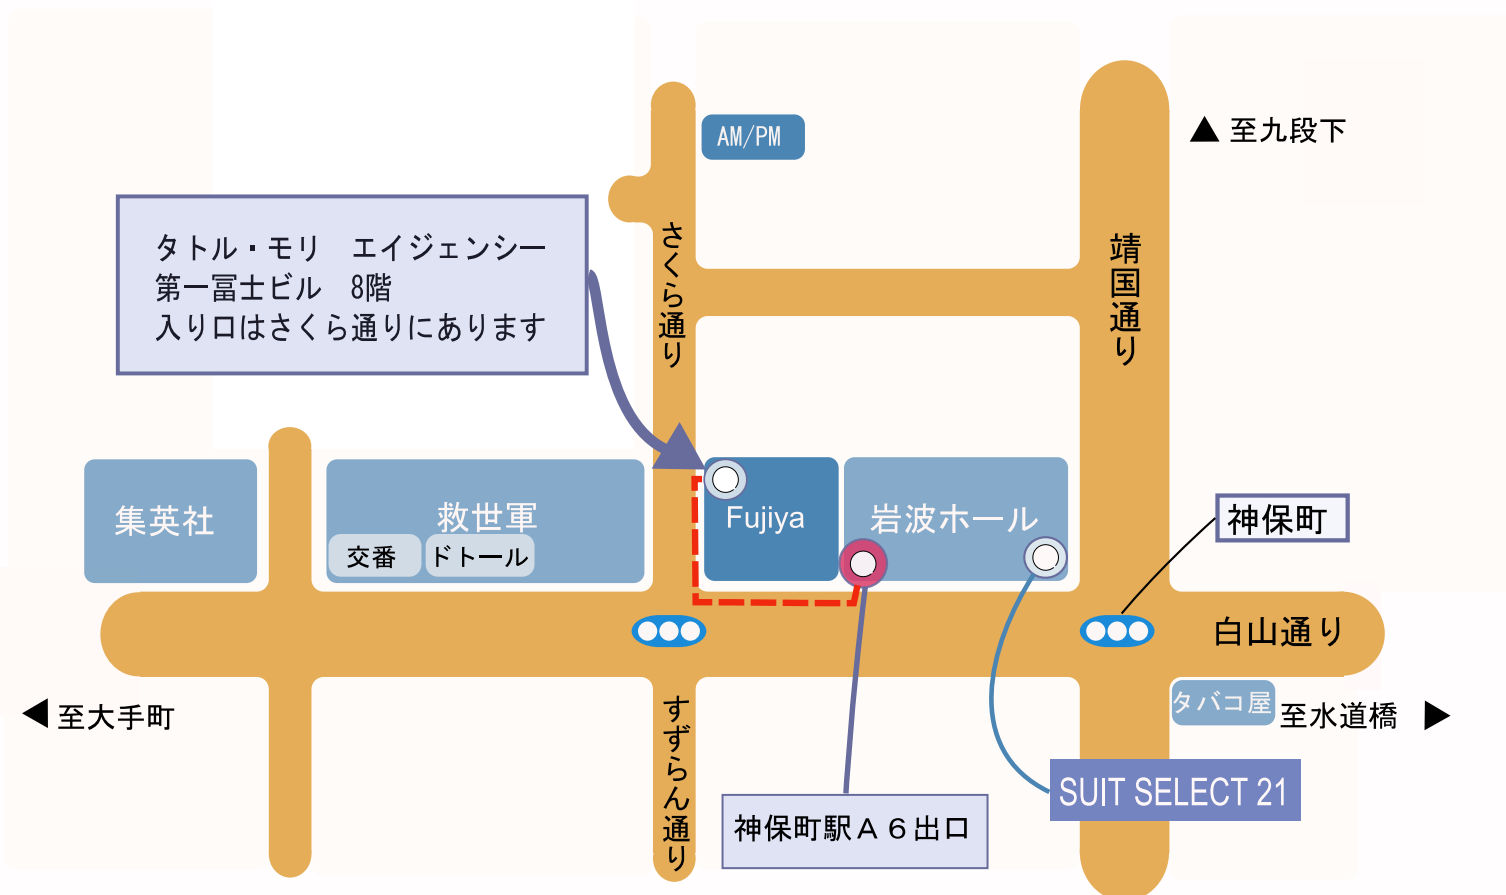 AM/PM
▲ 至九段下
タトル・モリ　エイジェンシー
第一冨士ビル　8階
入り口はさくら通りにあります
さくら通り
靖国通り
集英社
救世軍
交番
ドトール
Fujiya
岩波ホール
神保町
白山通り
◀ 至大手町
すずらん通り
タバコ屋
至水道橋 ▶
SUIT SELECT 21
神保町駅Ａ６出口